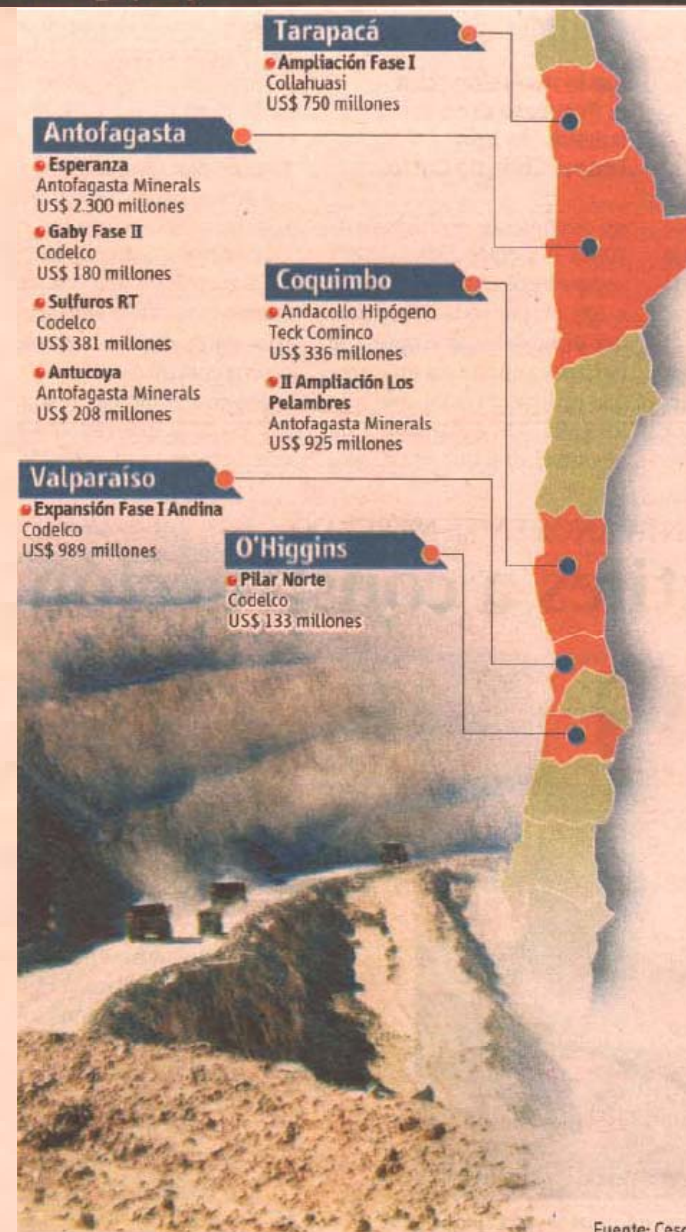 Tarapacá
Ampliación Fase I
Collahuasi
US$ 750 millones
Antofagasta
Esperanza
Antofagasta Minerals
US$ 2.300 millones
Gaby Fase II
Codelco
US$ 180 millones
Sulfuros RT
Codelco
US$ 381 millones
Antucoya
Antofagasta Minerals
US$ 208 millones
Coquimbo
Andacollo Hipógeno
Teck Cominco
US$ 336 millones
II Ampliación Los
Pelambres
Antofagasta Minerals
US$ 925 millones
Valparaíso
Expansión Fase I Andina
Codelco
US$ 989 millones
O'Higgins
Pilar Norte
Codelco
US$ 133 millones
Fuente: